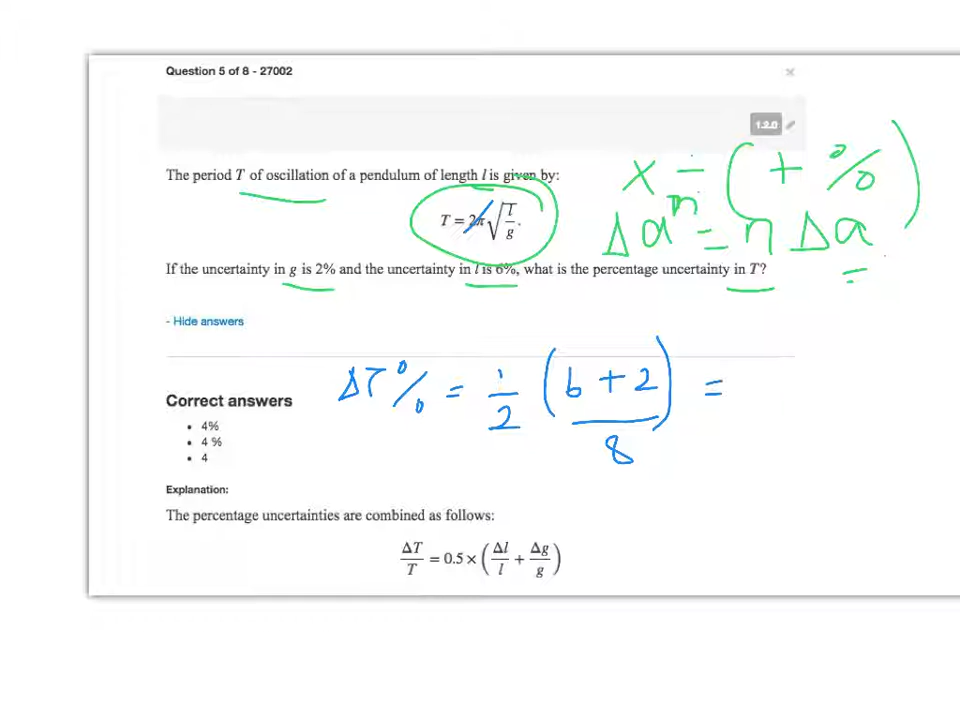 Question 5 of 8 - 27002
×
1.2.0
The period T of oscillation of a pendulum of length l is given by:
x ÷ ( + % )
T = 2π √(l/g).
Δaⁿ = n Δa
If the uncertainty in g is 2% and the uncertainty in l is 6%, what is the percentage uncertainty in T?
- Hide answers
ΔT% = 1/2 (6 + 2) =
8
Correct answers
• 4%
• 4 %
• 4
Explanation:
The percentage uncertainties are combined as follows:
ΔT/T = 0.5 × (Δl/l + Δg/g)